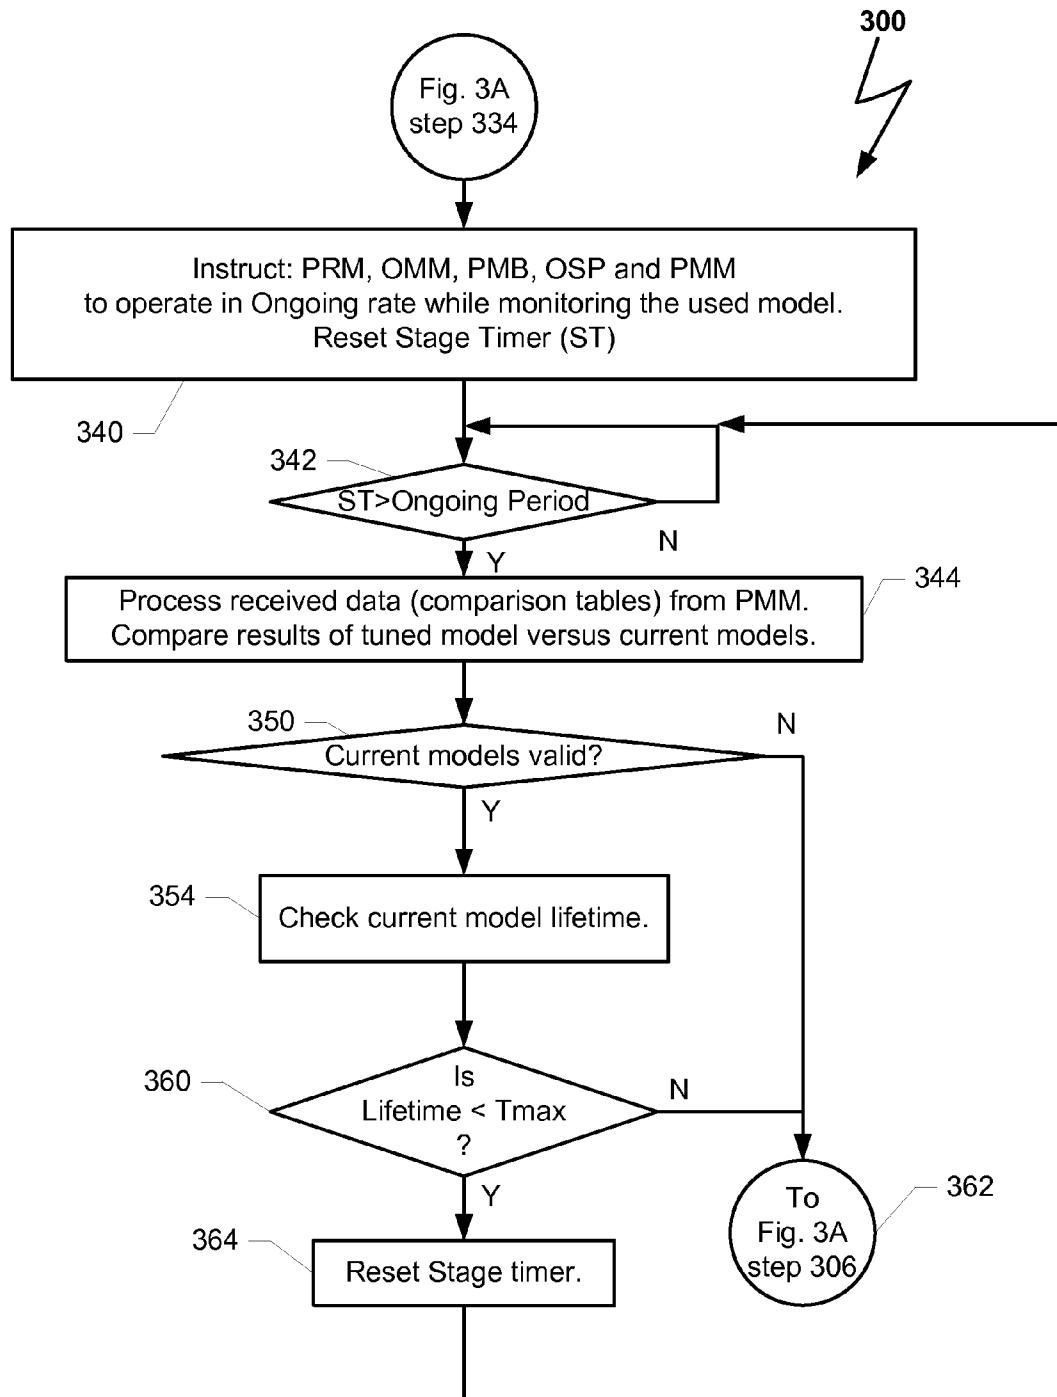 300
Fig. 3A
step 334
Instruct: PRM, OMM, PMB, OSP and PMM
to operate in Ongoing rate while monitoring the used model.
Reset Stage Timer (ST)
340
342
ST>Ongoing Period
N
Y
344
Process received data (comparison tables) from PMM.
Compare results of tuned model versus current models.
350
N
Current models valid?
Y
354
Check current model lifetime.
360
Is
Lifetime < Tmax
?
N
Y
362
To
Fig. 3A
step 306
364
Reset Stage timer.